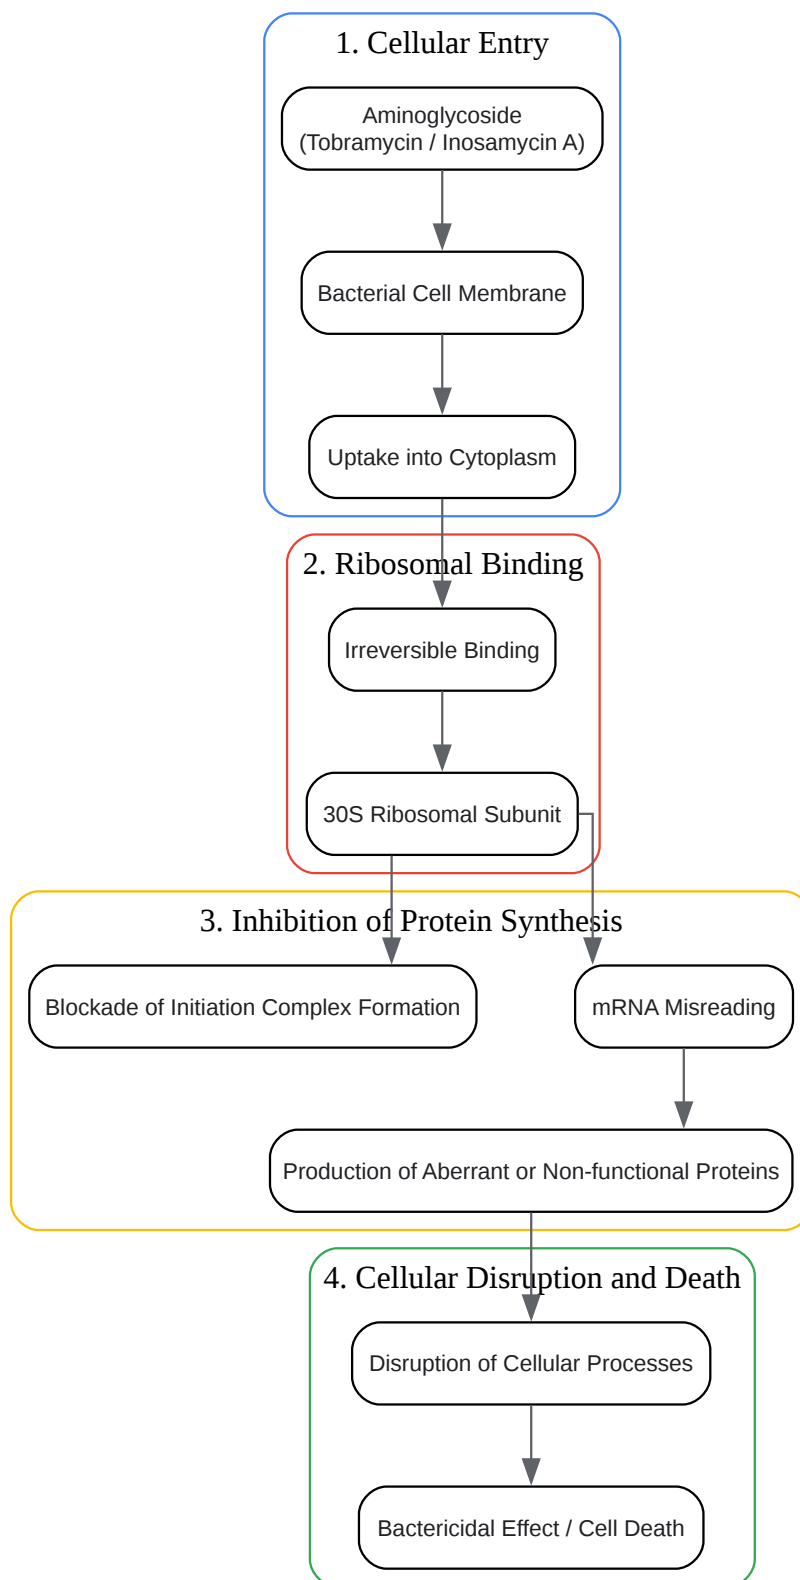 1. Cellular Entry
Aminoglycoside
(Tobramycin / Inosamycin A)
Bacterial Cell Membrane
Uptake into Cytoplasm
2. Ribosomal Binding
Irreversible Binding
30S Ribosomal Subunit
3. Inhibition of Protein Synthesis
Blockade of Initiation Complex Formation
mRNA Misreading
Production of Aberrant or Non-functional Proteins
4. Cellular Disruption and Death
Disruption of Cellular Processes
Bactericidal Effect / Cell Death